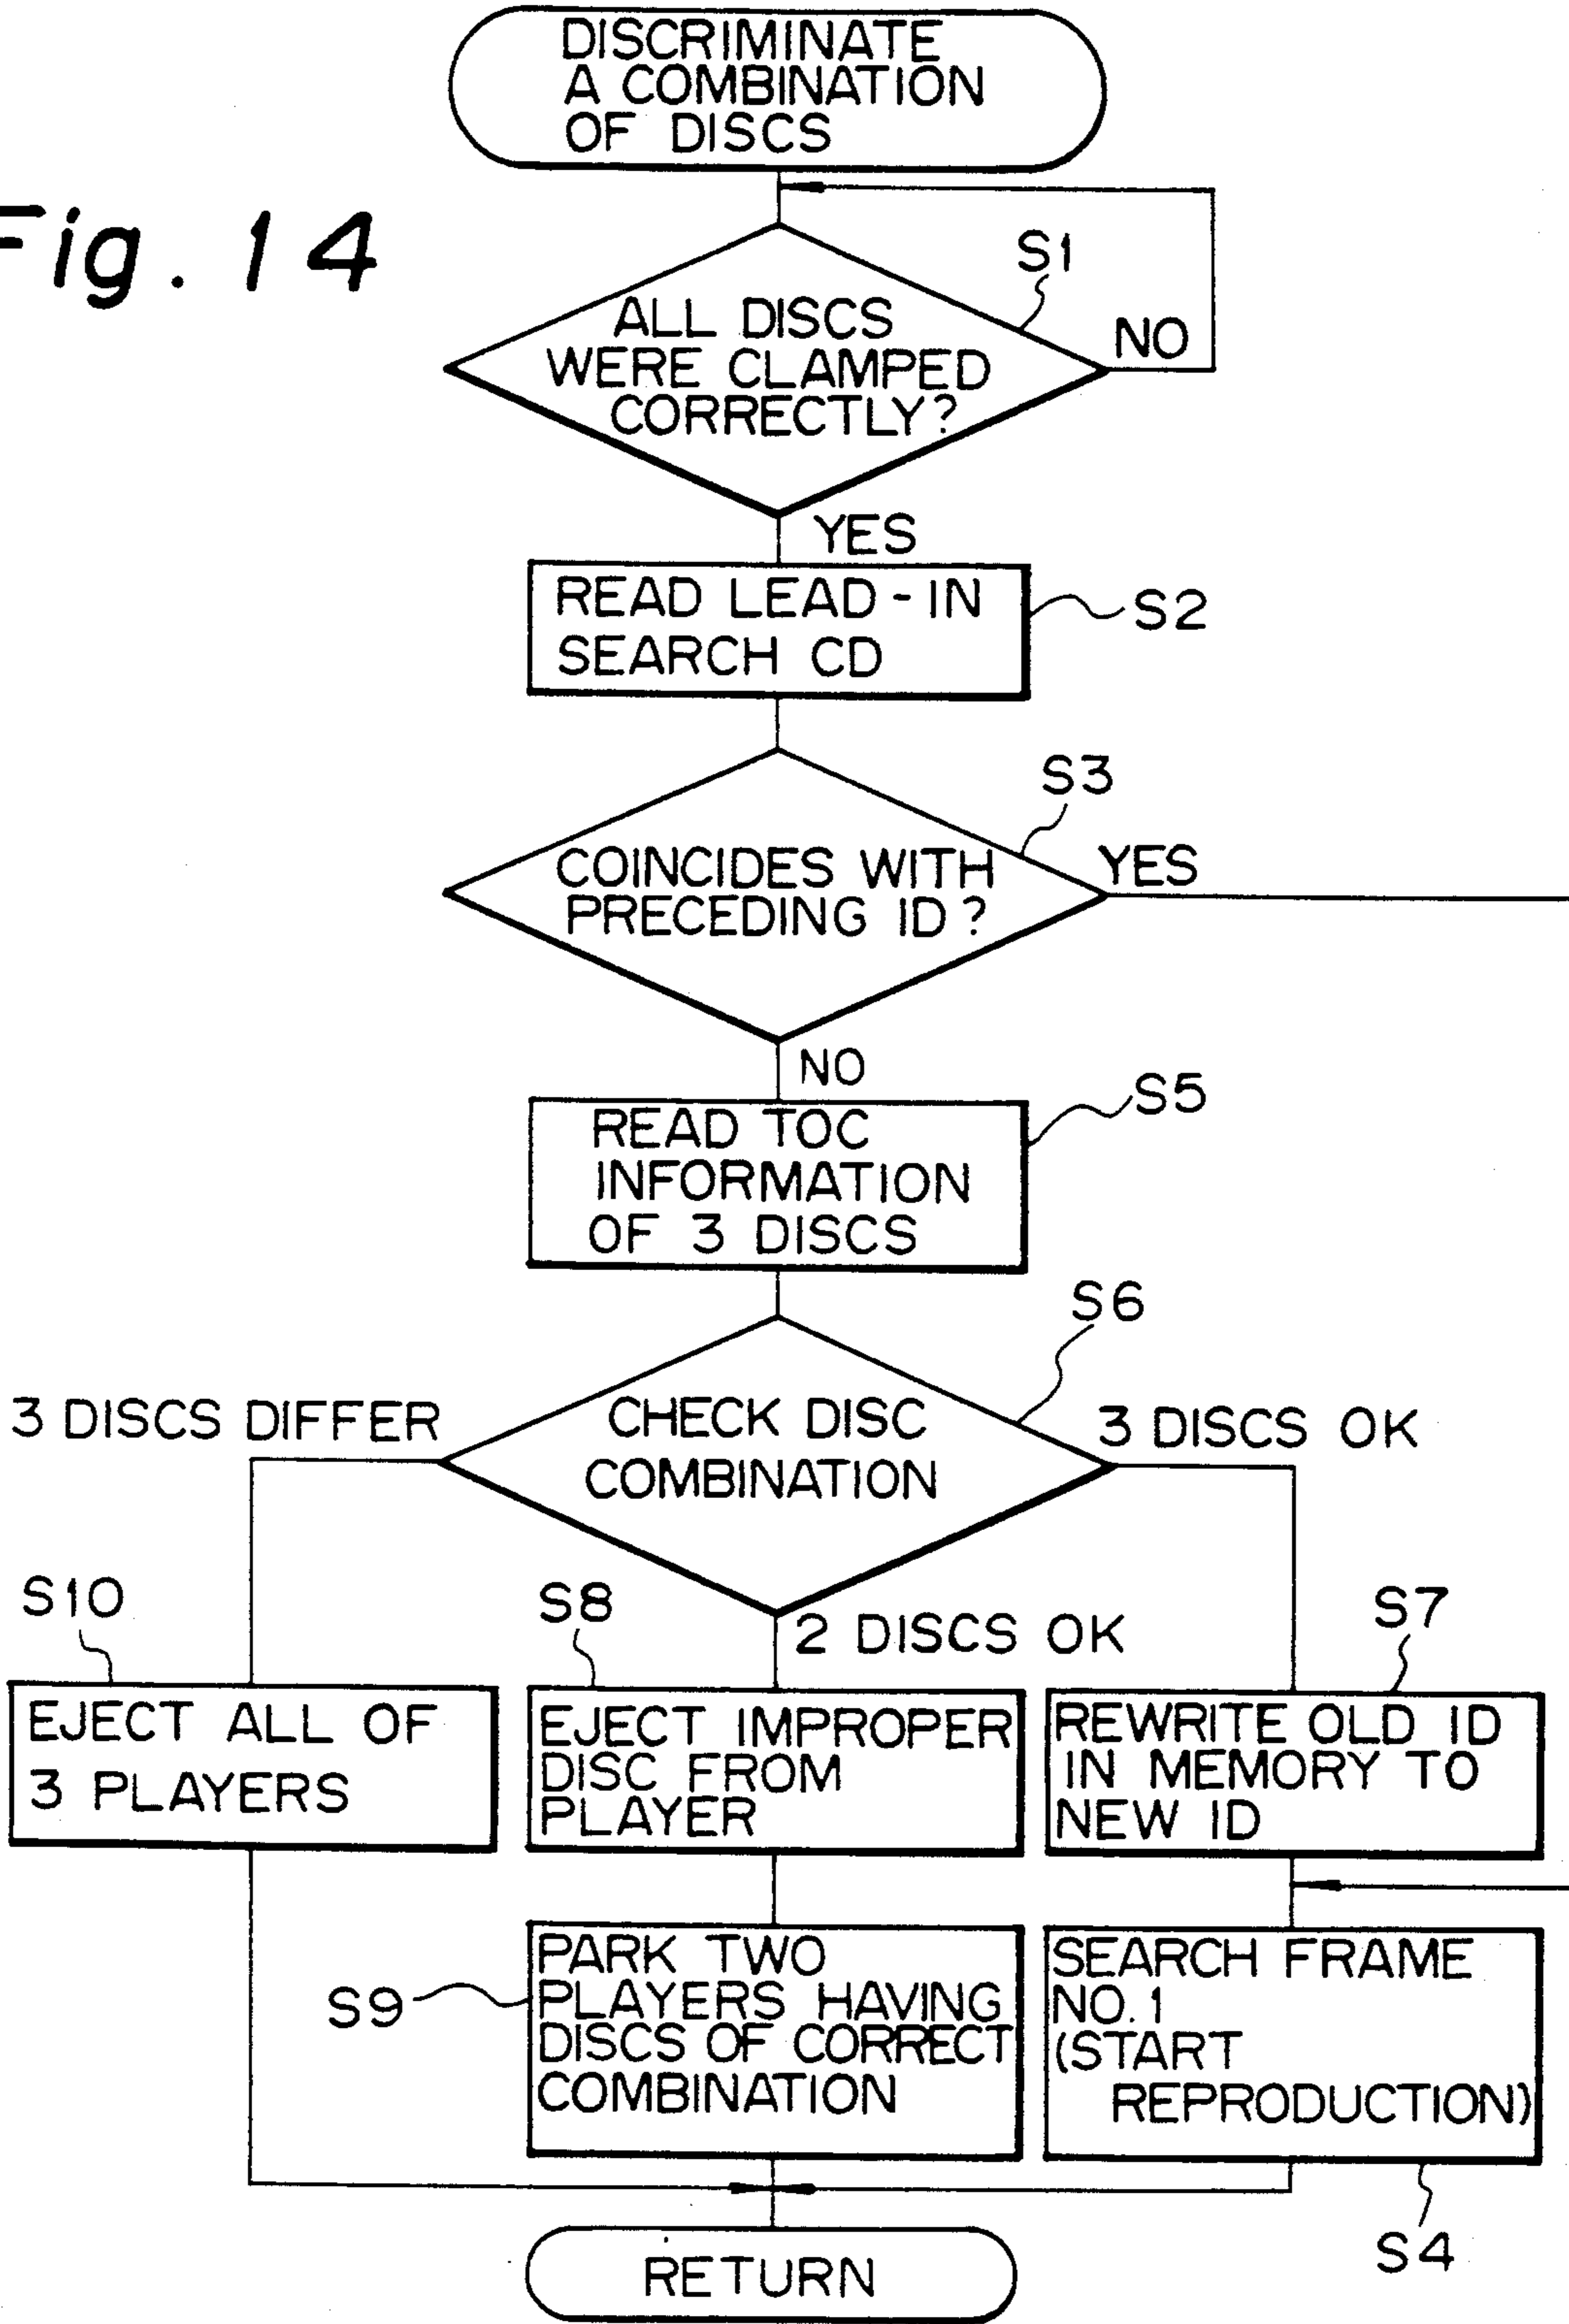 DISCRIMINATE
A COMBINATION
OF DISCS
Fig. 14
S1
ALL DISCS
WERE CLAMPED
CORRECTLY?
NO
YES
READ LEAD-IN
SEARCH CD
S2
S3
COINCIDES WITH
PRECEDING ID?
YES
NO
READ TOC
INFORMATION
OF 3 DISCS
S5
S6
3 DISCS DIFFER
CHECK DISC
COMBINATION
3 DISCS OK
2 DISCS OK
S10
EJECT ALL OF
3 PLAYERS
S8
EJECT IMPROPER
DISC FROM
PLAYER
S7
REWRITE OLD ID
IN MEMORY TO
NEW ID
S9
PARK TWO
PLAYERS HAVING
DISCS OF CORRECT
COMBINATION
SEARCH FRAME
NO. 1
(START
REPRODUCTION)
S4
RETURN